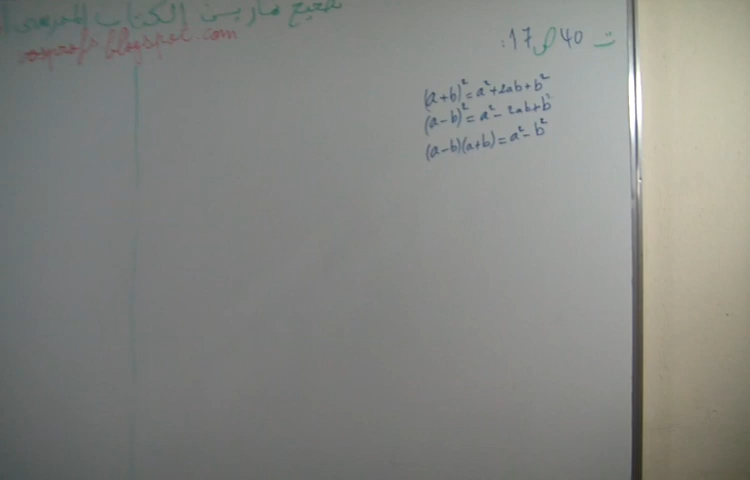 تصحيح تمارين الكتاب المدرسي
blogspot.com
ت 40 ص 17:
(a+b)²=a²+2ab+b²
(a-b)²=a²-2ab+b²
(a-b)(a+b)=a²-b²